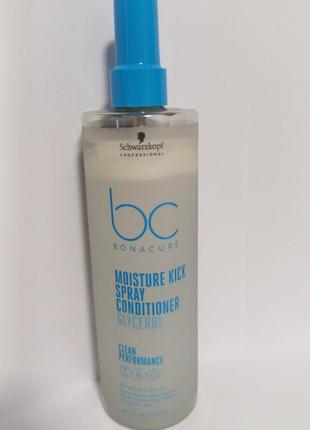 Schwarzkopf
PROFESSIONAL
bc
BONACURE
MOISTURE KICK
SPRAY
CONDITIONER
GLYCEROL
CLEAN
PERFORMANCE